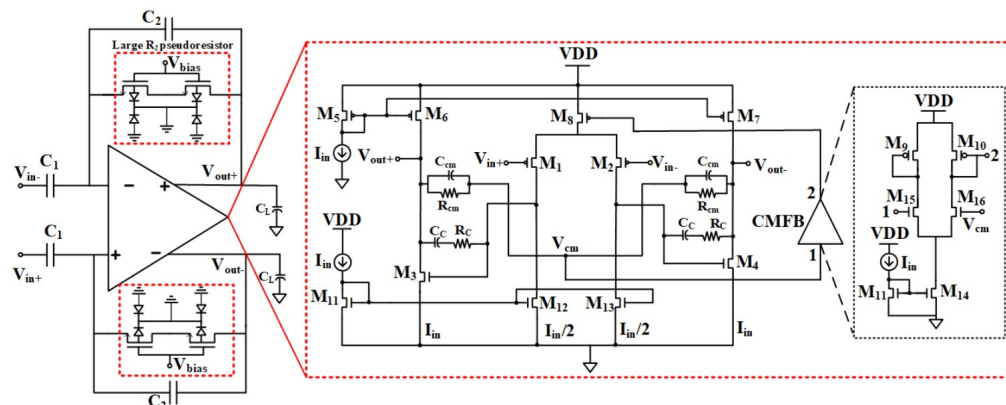 C2
Large R2 pseudoresistor
Vbias
C1
Vin-
Vout+
CL
C1
Vin+
Vout-
CL
Vbias
C2
VDD
M5
M6
M8
M7
Iin
Vout+
Vin+
M1
M2
Vin-
Vout-
Ccm
Rcm
Ccm
Rcm
CC
RC
CC
RC
VDD
Iin
Vcm
M3
M4
M11
M12
M13
Iin
Iin/2
Iin/2
Iin
2
CMFB
1
VDD
M9
M10
2
M15
M16
1
Vcm
VDD
Iin
M11
M14